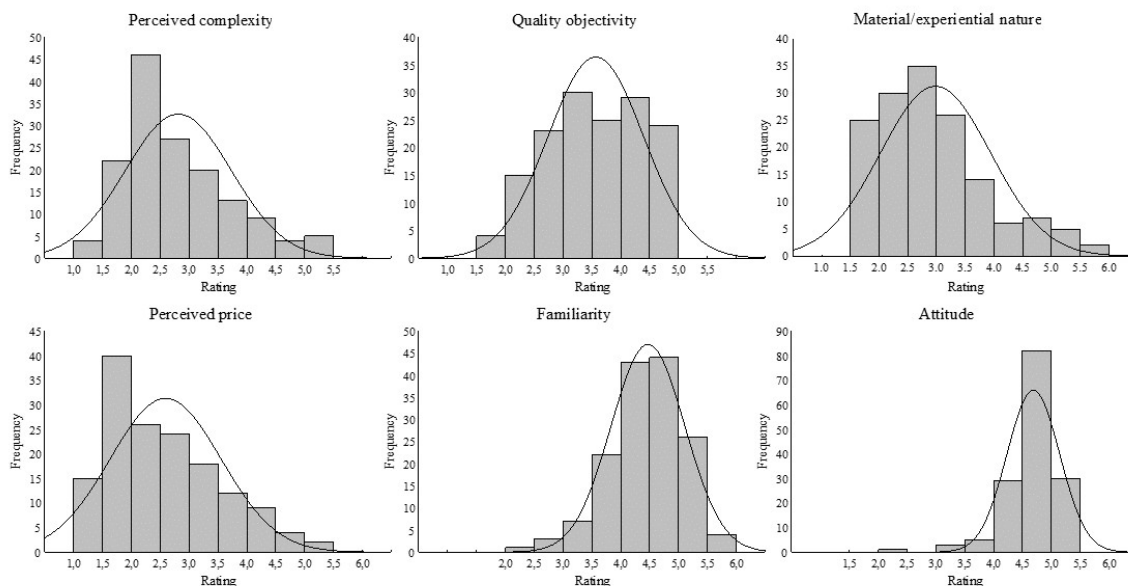 Perceived complexity
Frequency
50
45
40
35
30
25
20
15
10
5
0
1,0 1,5 2,0 2,5 3,0 3,5 4,0 4,5 5,0 5,5
Rating
Quality objectivity
Frequency
40
35
30
25
20
15
10
5
0
1,0 1,5 2,0 2,5 3,0 3,5 4,0 4,5 5,0 5,5
Rating
Material/experiential nature
Frequency
40
35
30
25
20
15
10
5
0
1.0 1.5 2.0 2.5 3.0 3.5 4.0 4.5 5.0 5.5 6.0
Rating
Perceived price
Frequency
45
40
35
30
25
20
15
10
5
0
1,0 1,5 2,0 2,5 3,0 3,5 4,0 4,5 5,0 5,5 6,0
Rating
Familiarity
Frequency
50
45
40
35
30
25
20
15
10
5
0
1,5 2,0 2,5 3,0 3,5 4,0 4,5 5,0 5,5 6,0
Rating
Attitude
Frequency
90
80
70
60
50
40
30
20
10
0
1,5 2,0 2,5 3,0 3,5 4,0 4,5 5,0 5,5 6,0
Rating